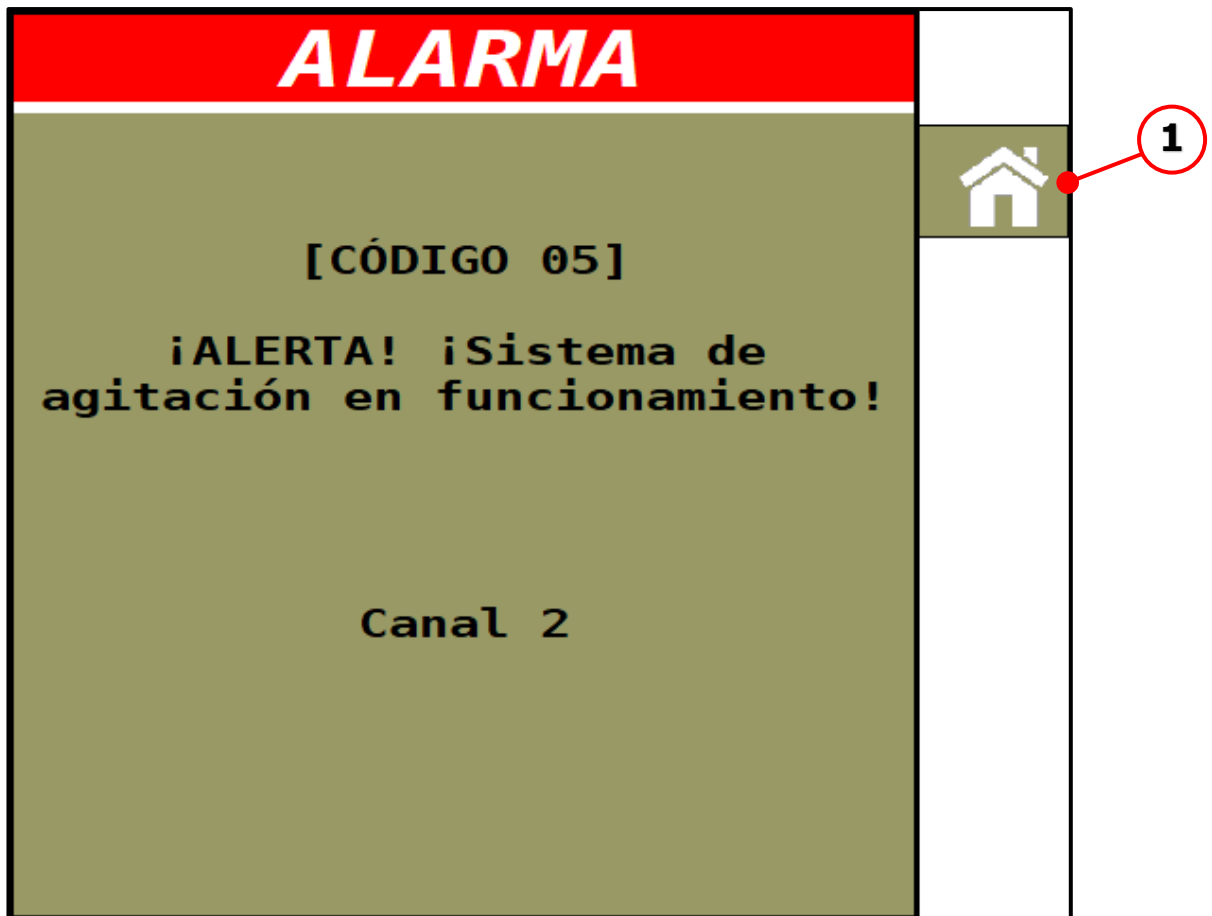 ALARMA
1
[CÓDIGO 05]
¡ALERTA! ¡Sistema de
agitación en funcionamiento!
Canal 2